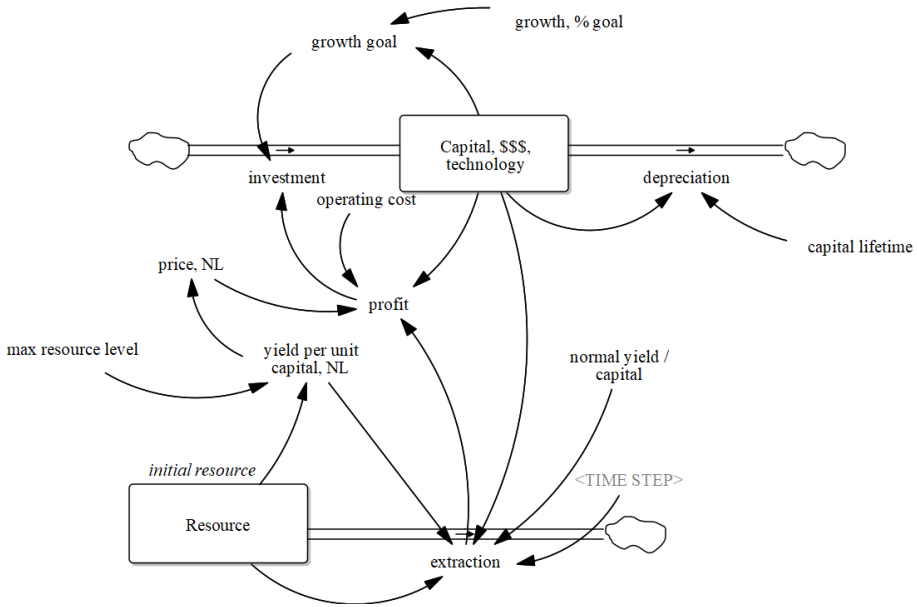 growth, % goal
growth goal
Capital, $$$,
technology
investment
depreciation
operating cost
capital lifetime
price, NL
profit
max resource level
yield per unit
capital, NL
normal yield /
capital
initial resource
<TIME STEP>
Resource
extraction